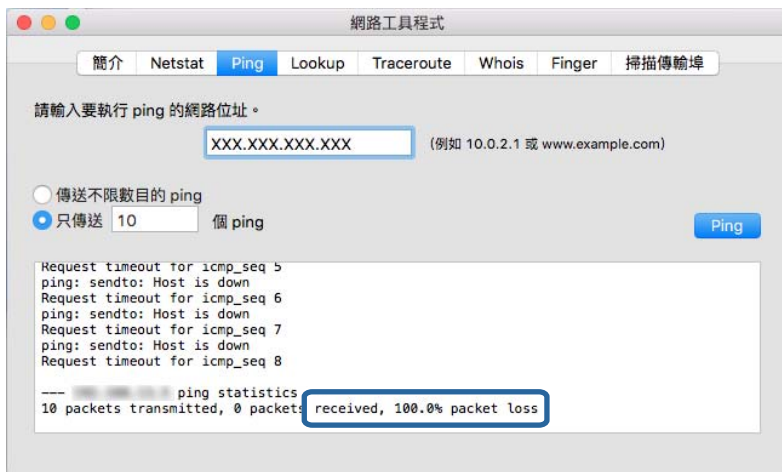 網路工具程式
簡介 Netstat Ping Lookup Traceroute Whois Finger 掃描傳輸埠
請輸入要執行 ping 的網路位址。
XXX.XXX.XXX.XXX (例如 10.0.2.1 或 www.example.com)
傳送不限數目的 ping
只傳送 10 個 ping Ping
Request timeout for icmp_seq 5
ping: sendto: Host is down
Request timeout for icmp_seq 6
ping: sendto: Host is down
Request timeout for icmp_seq 7
ping: sendto: Host is down
Request timeout for icmp_seq 8
--- ping statistics
10 packets transmitted, 0 packets received, 100.0% packet loss